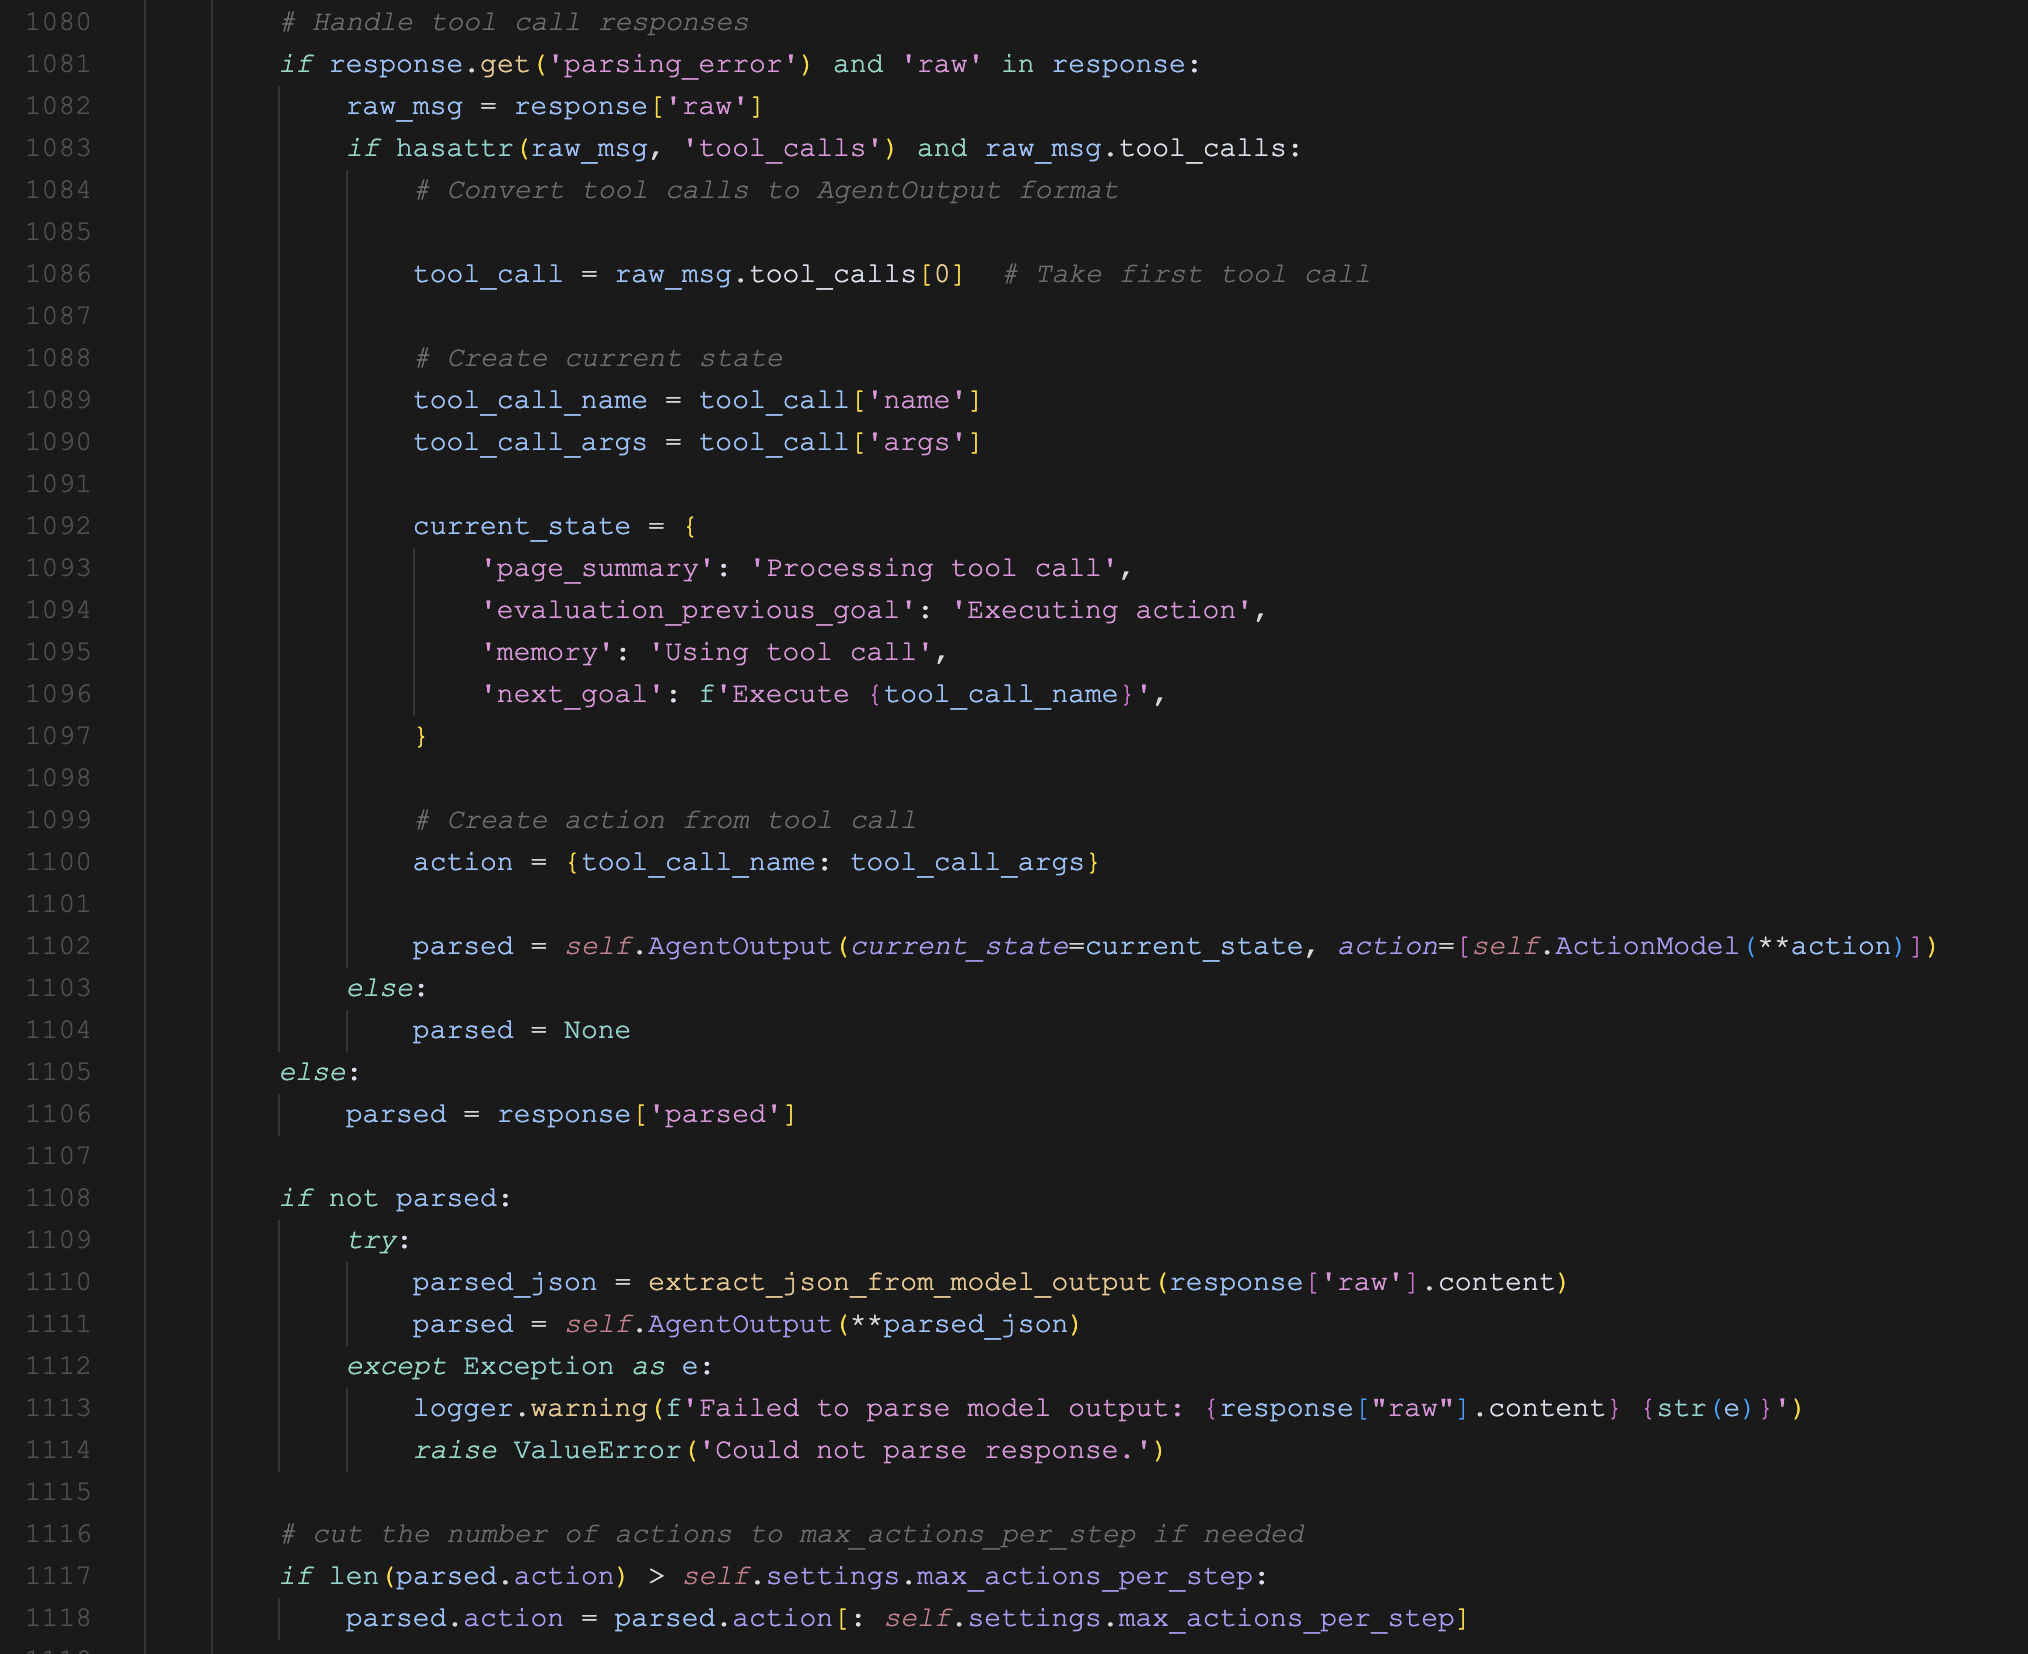 1080 # Handle tool call responses
1081 if response.get('parsing_error') and 'raw' in response:
1082 raw_msg = response['raw']
1083 if hasattr(raw_msg, 'tool_calls') and raw_msg.tool_calls:
1084 # Convert tool calls to AgentOutput format
1085
1086 tool_call = raw_msg.tool_calls[0]  # Take first tool call
1087
1088 # Create current state
1089 tool_call_name = tool_call['name']
1090 tool_call_args = tool_call['args']
1091
1092 current_state = {
1093 'page_summary': 'Processing tool call',
1094 'evaluation_previous_goal': 'Executing action',
1095 'memory': 'Using tool call',
1096 'next_goal': f'Execute {tool_call_name}',
1097 }
1098
1099 # Create action from tool call
1100 action = {tool_call_name: tool_call_args}
1101
1102 parsed = self.AgentOutput(current_state=current_state, action=[self.ActionModel(**action)])
1103 else:
1104 parsed = None
1105 else:
1106 parsed = response['parsed']
1107
1108 if not parsed:
1109 try:
1110 parsed_json = extract_json_from_model_output(response['raw'].content)
1111 parsed = self.AgentOutput(**parsed_json)
1112 except Exception as e:
1113 logger.warning(f'Failed to parse model output: {response["raw"].content} {str(e)}')
1114 raise ValueError('Could not parse response.')
1115
1116 # cut the number of actions to max_actions_per_step if needed
1117 if len(parsed.action) > self.settings.max_actions_per_step:
1118 parsed.action = parsed.action[: self.settings.max_actions_per_step]